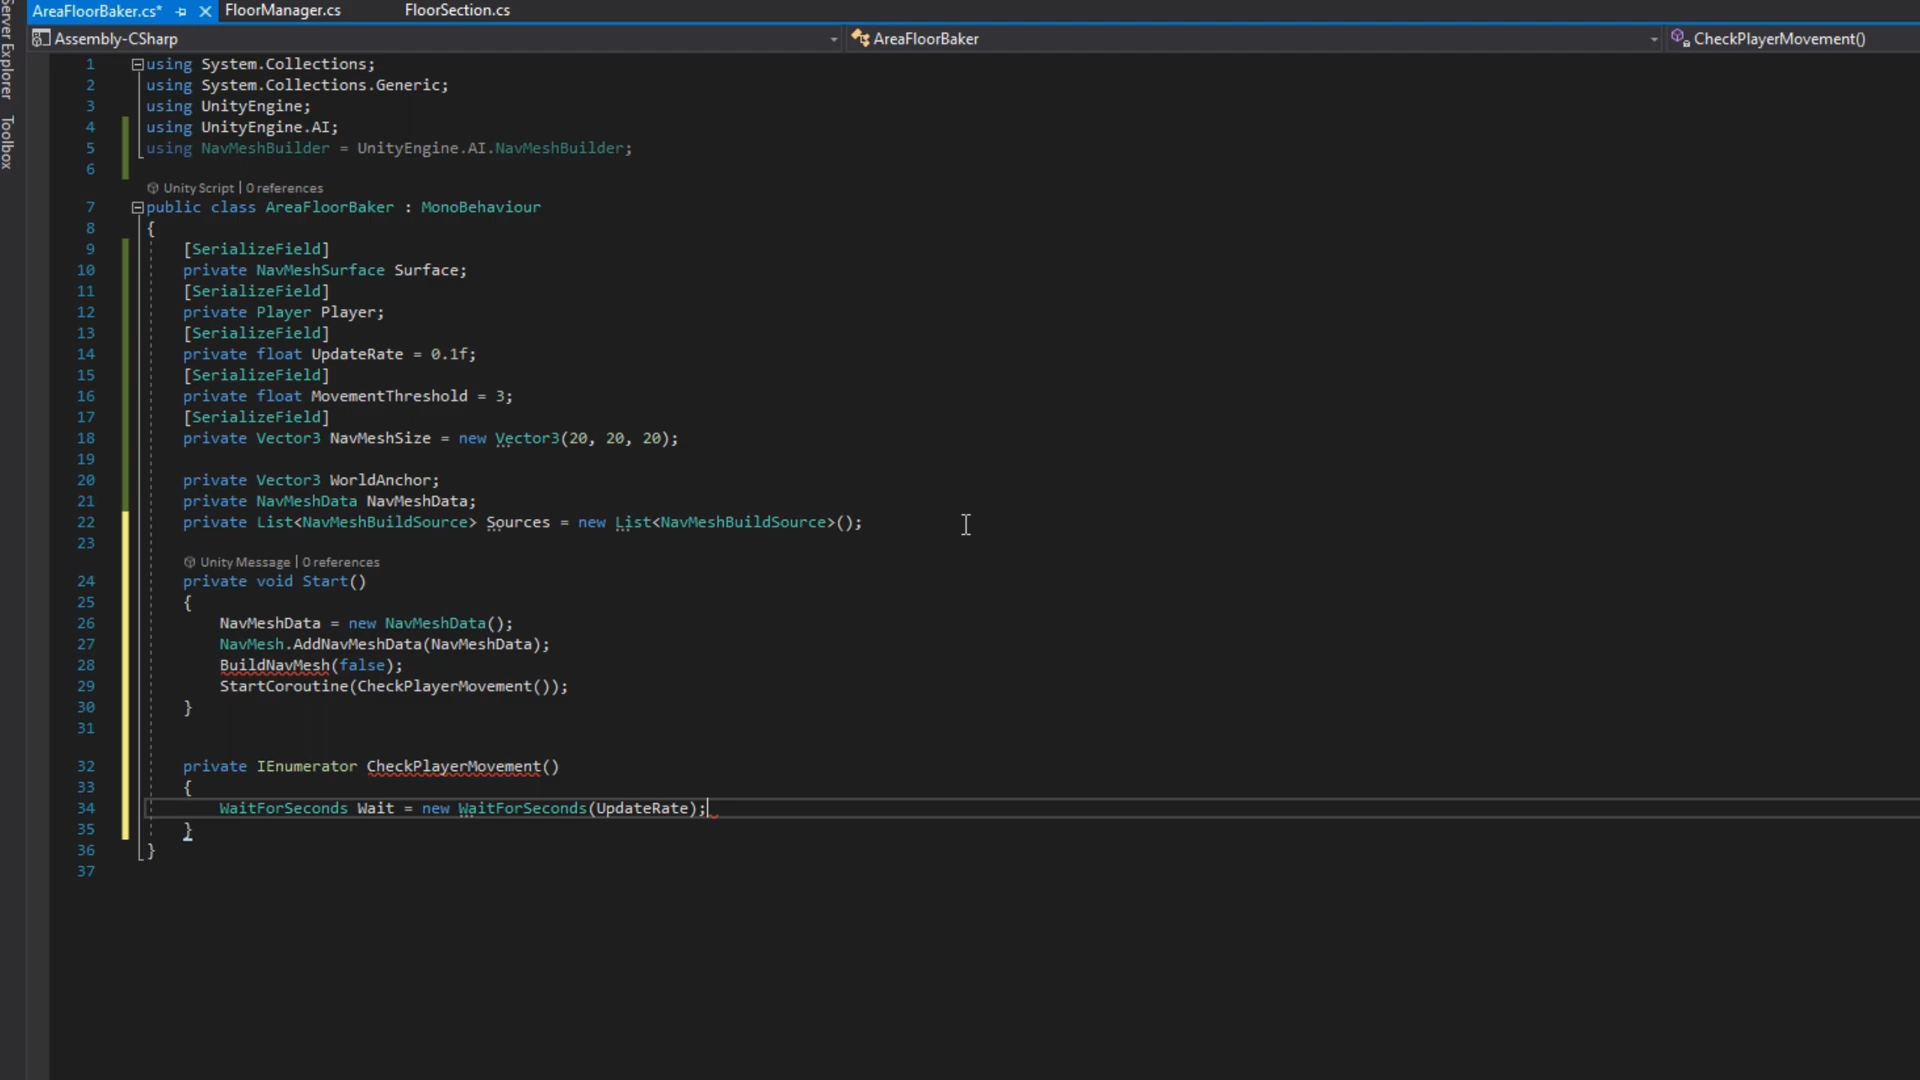 AreaFloorBaker.cs*
FloorManager.cs
FloorSection.cs
Server Explorer
Toolbox
Assembly-CSharp
AreaFloorBaker
CheckPlayerMovement()
1 using System.Collections;
2 using System.Collections.Generic;
3 using UnityEngine;
4 using UnityEngine.AI;
5 using NavMeshBuilder = UnityEngine.AI.NavMeshBuilder;
6
Unity Script | 0 references
7 public class AreaFloorBaker : MonoBehaviour
8 {
9 [SerializeField]
10 private NavMeshSurface Surface;
11 [SerializeField]
12 private Player Player;
13 [SerializeField]
14 private float UpdateRate = 0.1f;
15 [SerializeField]
16 private float MovementThreshold = 3;
17 [SerializeField]
18 private Vector3 NavMeshSize = new Vector3(20, 20, 20);
19
20 private Vector3 WorldAnchor;
21 private NavMeshData NavMeshData;
22 private List<NavMeshBuildSource> Sources = new List<NavMeshBuildSource>();
23
Unity Message | 0 references
24 private void Start()
25 {
26 NavMeshData = new NavMeshData();
27 NavMesh.AddNavMeshData(NavMeshData);
28 BuildNavMesh(false);
29 StartCoroutine(CheckPlayerMovement());
30 }
31
32 private IEnumerator CheckPlayerMovement()
33 {
34 WaitForSeconds Wait = new WaitForSeconds(UpdateRate);
35 }
36 }
37